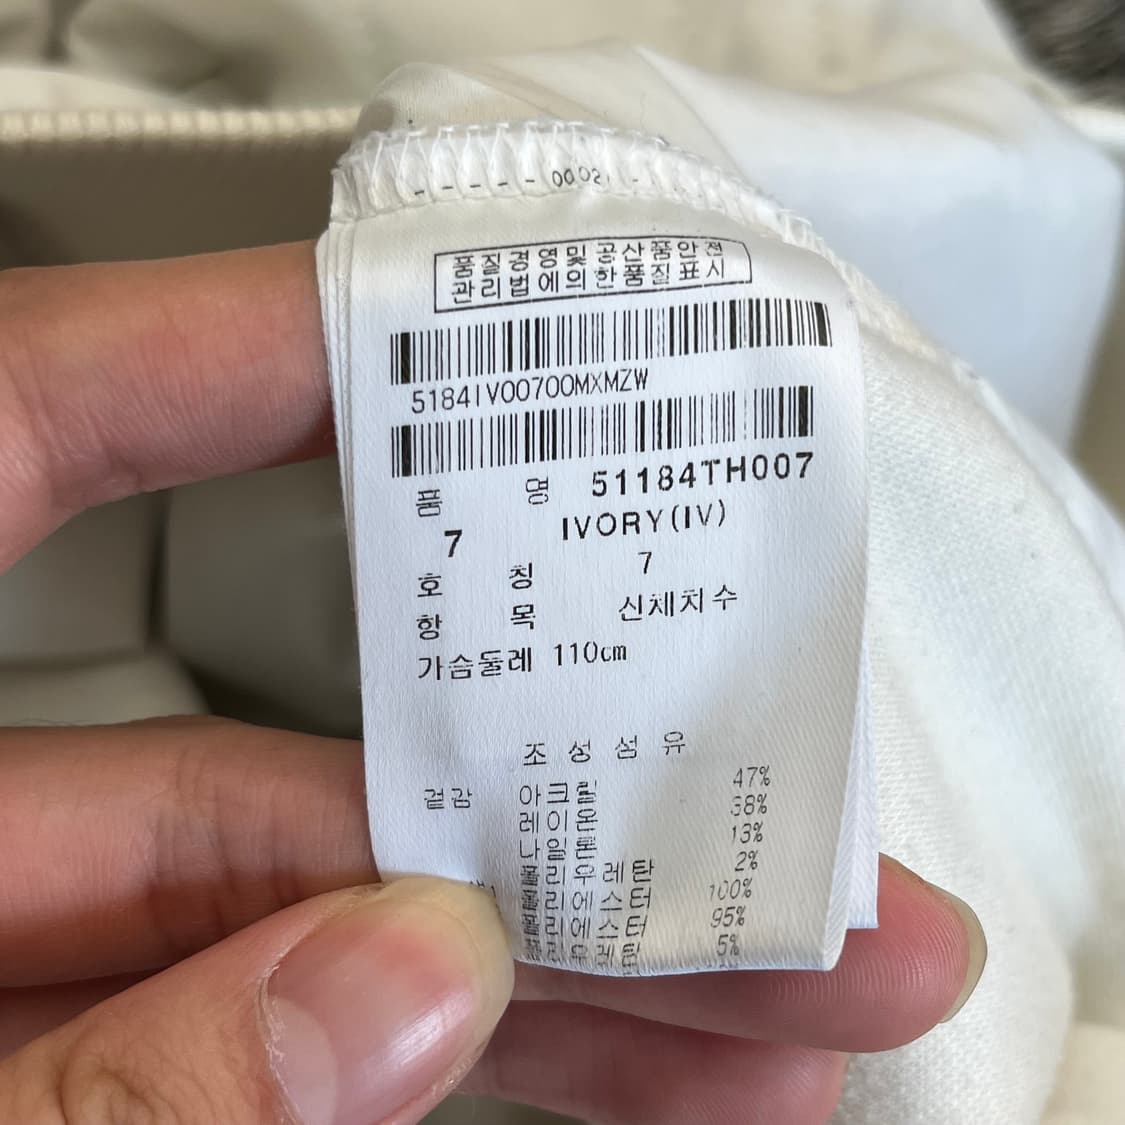 0002
품질경영및공산품안전
관리법에의한품질표시
5184IV00700MXMZW
품 명 51184TH007
7 IVORY(IV)
호 칭 7
항 목 신체치수
가슴둘레 110cm
조성섬유
겉감 아크릴 47%
레이온 38%
나일론 13%
폴리우레탄 2%
폴리에스터 100%
폴리에스터 95%
폴리우레탄 5%